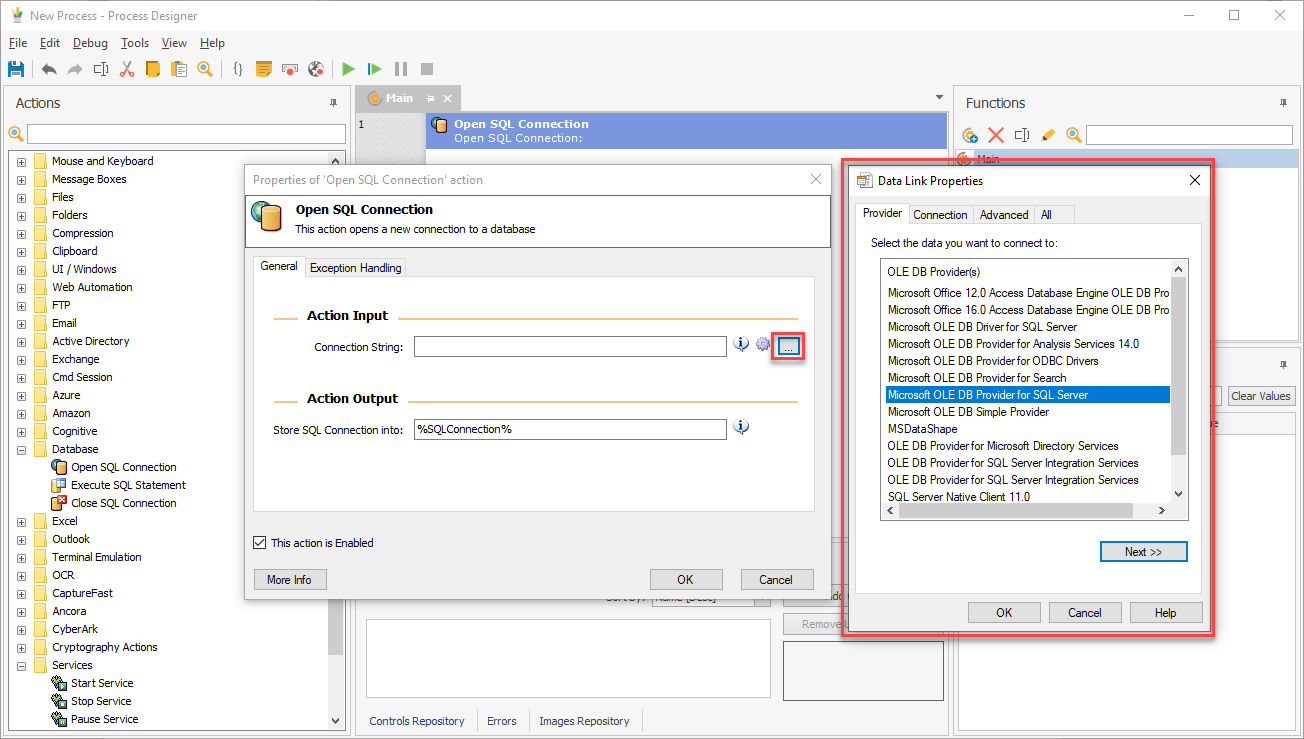 New Process - Process Designer
File Edit Debug Tools View Help
Actions
Mouse and Keyboard
Message Boxes
Files
Folders
Compression
Clipboard
UI / Windows
Web Automation
FTP
Email
Active Directory
Exchange
Cmd Session
Azure
Amazon
Cognitive
Database
Open SQL Connection
Execute SQL Statement
Close SQL Connection
Excel
Outlook
Terminal Emulation
OCR
CaptureFast
Ancora
CyberArk
Cryptography Actions
Services
Start Service
Stop Service
Pause Service
Main
1
Open SQL Connection
Open SQL Connection:
Properties of 'Open SQL Connection' action
Open SQL Connection
This action opens a new connection to a database
General Exception Handling
Action Input
Connection String:
...
Action Output
Store SQL Connection into: %SQLConnection%
This action is Enabled
More Info OK Cancel
Sort By: Name [Desc]
Remove
Controls Repository Errors Images Repository
Functions
Main
Data Link Properties
Provider Connection Advanced All
Select the data you want to connect to:
OLE DB Provider(s)
Microsoft Office 12.0 Access Database Engine OLE DB Pro
Microsoft Office 16.0 Access Database Engine OLE DB Pro
Microsoft OLE DB Driver for SQL Server
Microsoft OLE DB Provider for Analysis Services 14.0
Microsoft OLE DB Provider for ODBC Drivers
Microsoft OLE DB Provider for Search
Microsoft OLE DB Provider for SQL Server
Microsoft OLE DB Simple Provider
MSDataShape
OLE DB Provider for Microsoft Directory Services
OLE DB Provider for SQL Server Integration Services
OLE DB Provider for SQL Server Integration Services
SQL Server Native Client 11.0
Next >>
OK Cancel Help
Clear Values